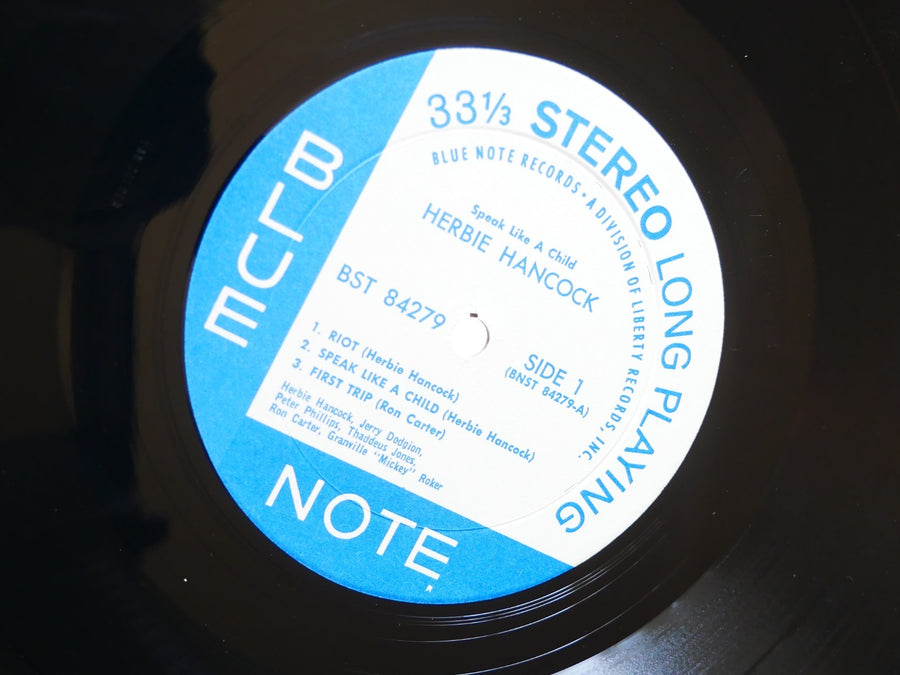 33⅓ STEREO LONG PLAYING
BLUE NOTE RECORDS • A DIVISION OF LIBERTY RECORDS, INC.
Speak Like A Child
HERBIE HANCOCK
BST 84279
SIDE 1
(BNST 84279-A)
1. RIOT (Herbie Hancock)
2. SPEAK LIKE A CHILD (Herbie Hancock)
3. FIRST TRIP (Ron Carter)
Herbie Hancock, Jerry Dodgion,
Peter Phillips, Thaddeus Jones,
Ron Carter, Granville "Mickey" Roker
BLUE
NOTE